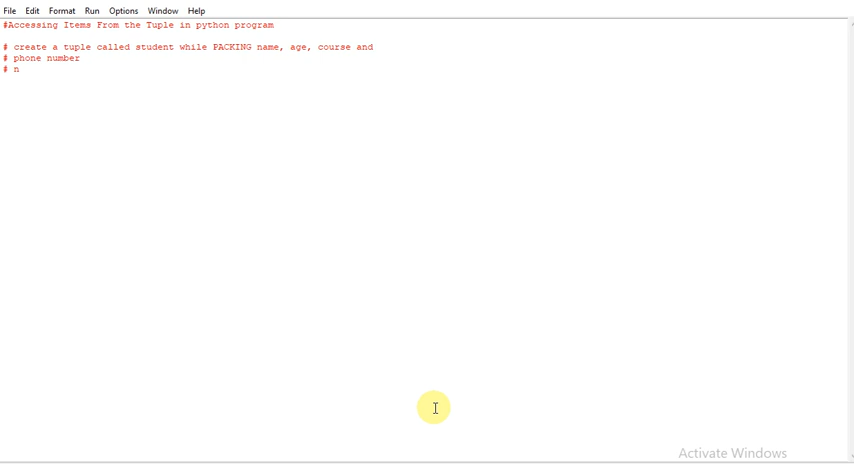 File Edit Format Run Options Window Help
#Accessing Items From the Tuple in python program
# create a tuple called student while PACKING name, age, course and
# phone number
# n
Activate Windows